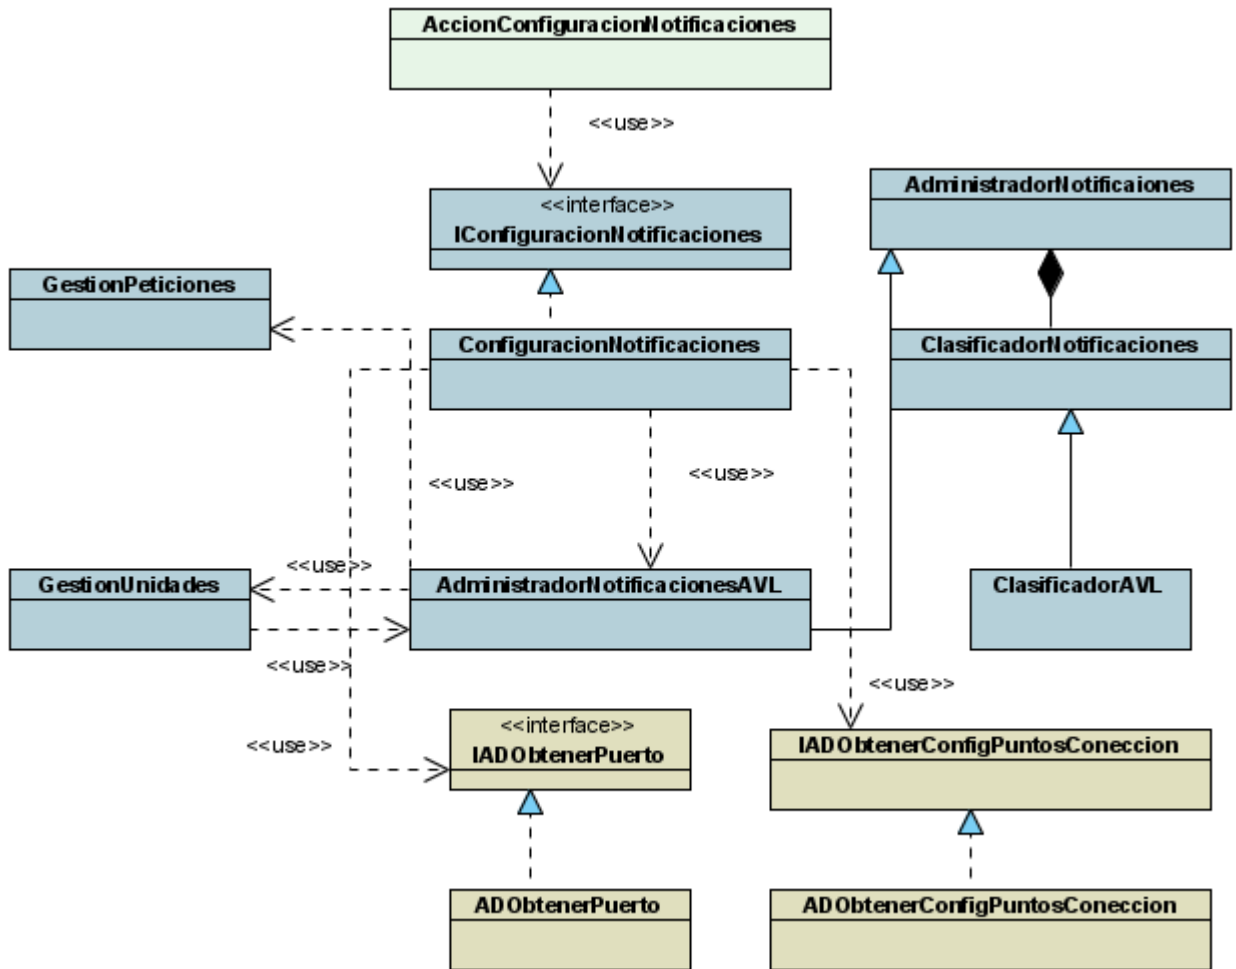 AccionConfiguracionNotificaciones
<<use>>
AdministradorNotificaiones
<<interface>>
IConfiguracionNotificaciones
GestionPeticiones
ConfiguracionNotificaciones
ClasificadorNotificaciones
<<use>>
<<use>>
<<use>>
GestionUnidades
AdministradorNotificacionesAVL
ClasificadorAVL
<<use>>
<<use>>
<<interface>>
IADObtenerPuerto
<<use>>
IADObtenerConfigPuntosConeccion
ADObtenerPuerto
ADObtenerConfigPuntosConeccion